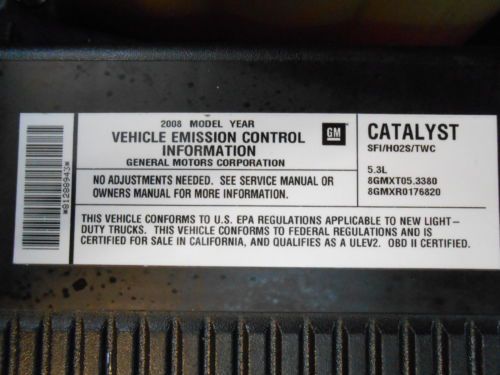 *81288943*
2008 MODEL YEAR
VEHICLE EMISSION CONTROL
INFORMATION
GENERAL MOTORS CORPORATION
GM
CATALYST
SFI/HO2S/TWC
NO ADJUSTMENTS NEEDED. SEE SERVICE MANUAL OR
OWNERS MANUAL FOR MORE INFORMATION.
5.3L
8GMXT05.3380
8GMXR0176820
THIS VEHICLE CONFORMS TO U.S. EPA REGULATIONS APPLICABLE TO NEW LIGHT-
DUTY TRUCKS. THIS VEHICLE CONFORMS TO FEDERAL REGULATIONS AND IS
CERTIFIED FOR SALE IN CALIFORNIA, AND QUALIFIES AS A ULEV2. OBD II CERTIFIED.